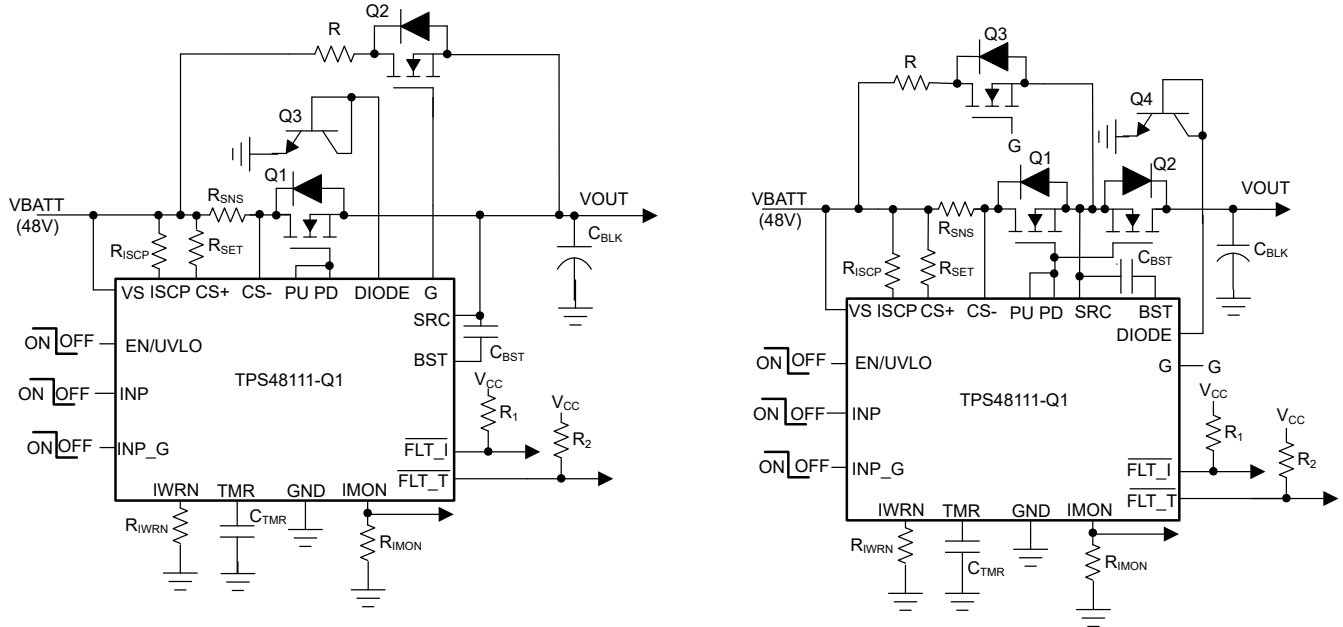 Q2
R
Q3
Q1
RSNS
VBATT
(48V)
VOUT
RISCP
RSET
CBLK
VS ISCP CS+ CS- PU PD DIODE G
SRC
ON OFF EN/UVLO
BST
CBST
TPS48111-Q1
VCC
ON OFF INP
R1
VCC
R2
ON OFF INP_G
FLT_I
FLT_T
IWRN TMR GND IMON
RIWRN
CTMR
RIMON
Q3
R
Q4
G
Q1
Q2
VBATT
(48V)
VOUT
RSNS
RISCP
RSET
CBST
CBLK
VS ISCP CS+ CS- PU PD SRC BST
DIODE
ON OFF EN/UVLO
G G
TPS48111-Q1
VCC
ON OFF INP
R1
VCC
R2
ON OFF INP_G
FLT_I
FLT_T
IWRN TMR GND IMON
RIWRN
CTMR
RIMON